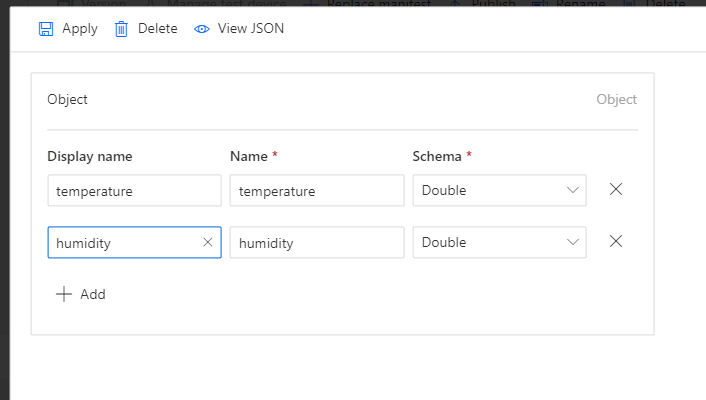 Version Manage test device Replace manifest Publish Rename Delete
Apply Delete View JSON
Object Object
Display name Name * Schema *
temperature temperature Double
humidity humidity Double
Add